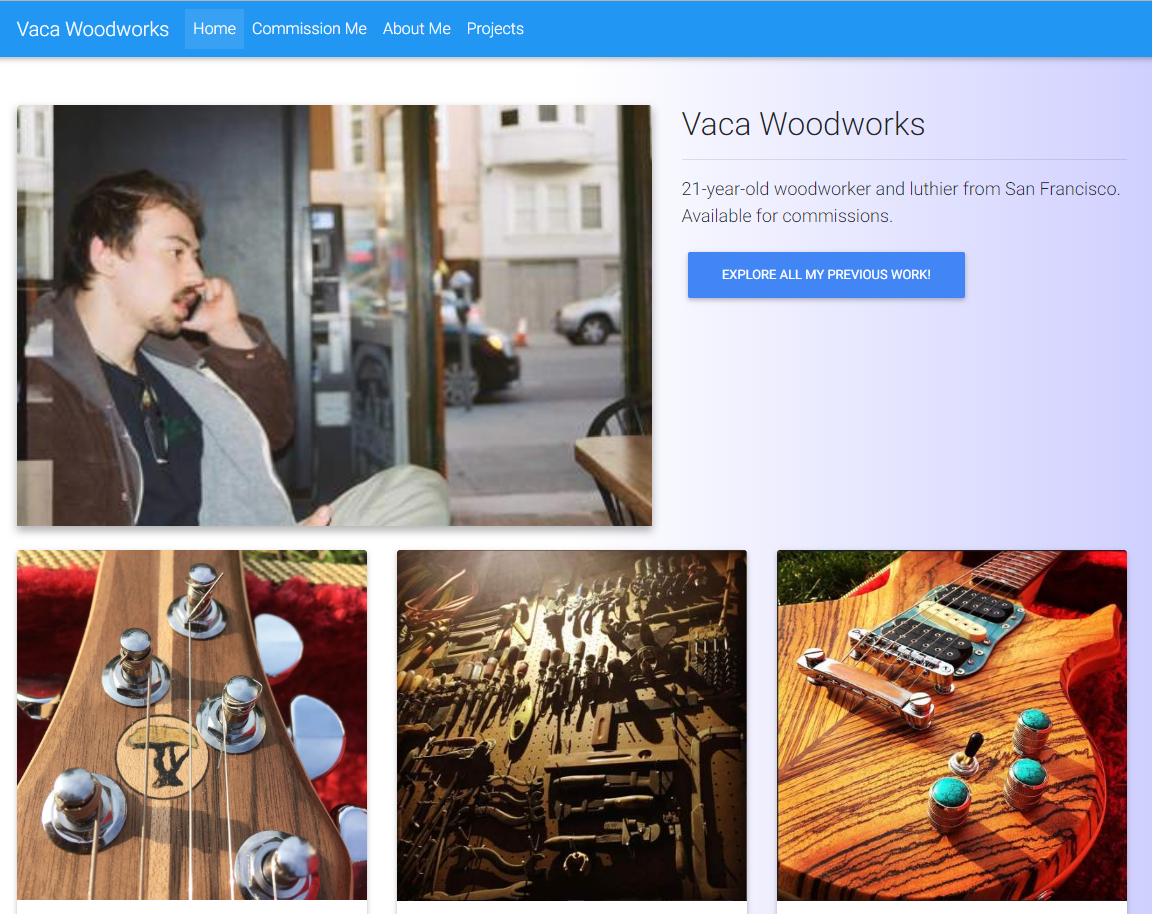 Vaca Woodworks Home Commission Me About Me Projects
Vaca Woodworks
21-year-old woodworker and luthier from San Francisco.
Available for commissions.
EXPLORE ALL MY PREVIOUS WORK!